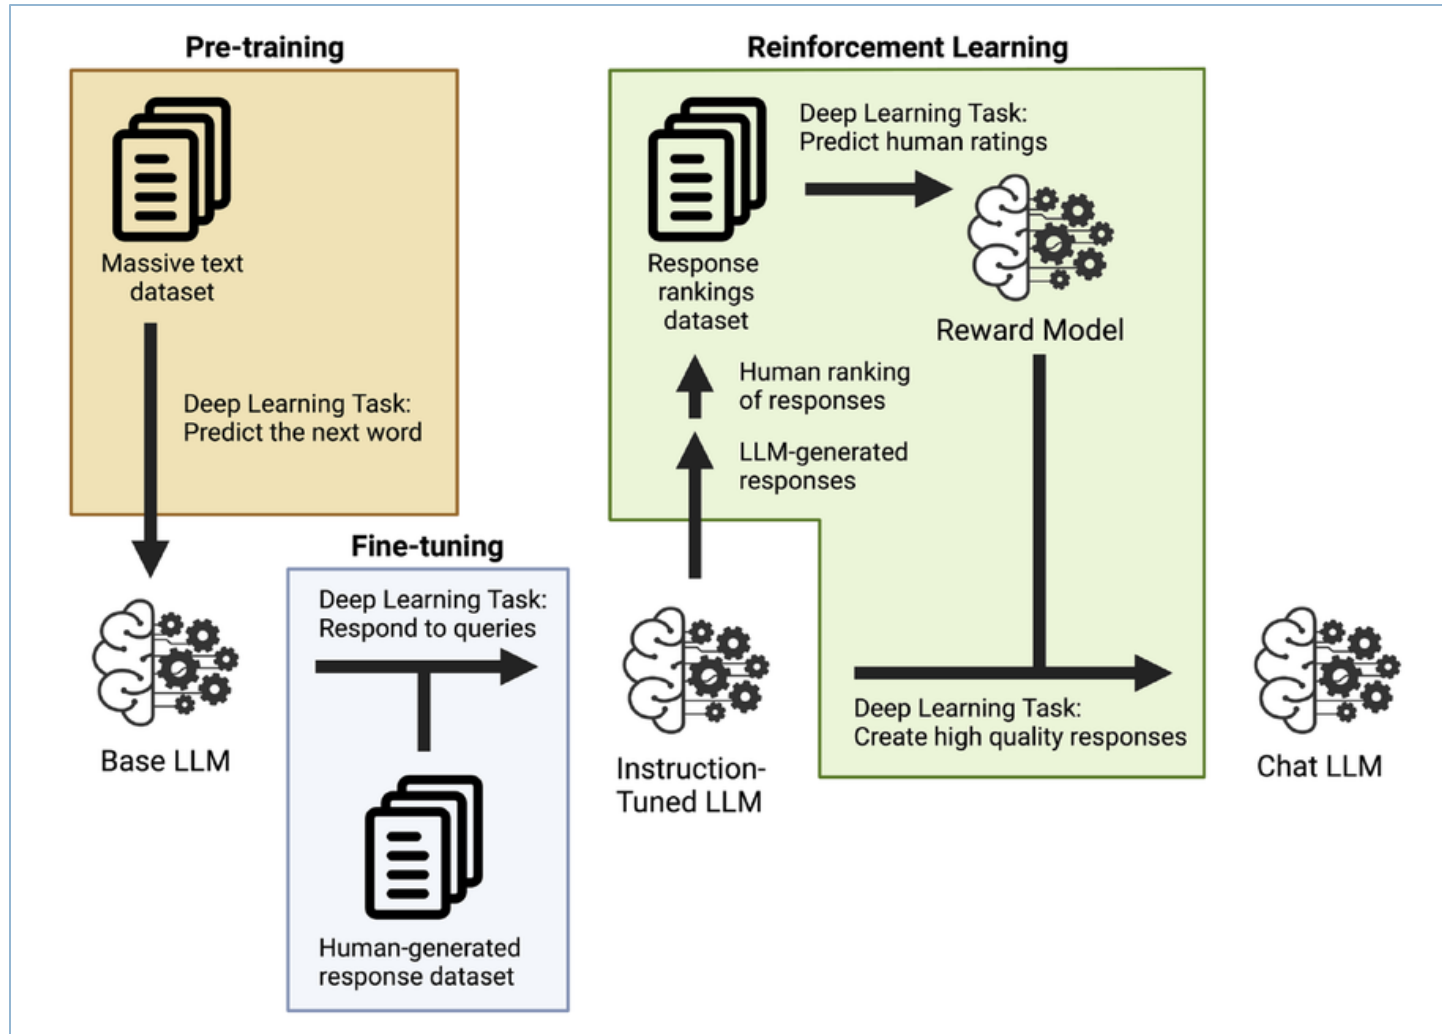 Pre-training
Massive text
dataset
Deep Learning Task:
Predict the next word
Base LLM
Fine-tuning
Deep Learning Task:
Respond to queries
Human-generated
response dataset
Instruction-
Tuned LLM
Reinforcement Learning
LLM-generated
responses
Human ranking
of responses
Response
rankings
dataset
Deep Learning Task:
Predict human ratings
Reward Model
Deep Learning Task:
Create high quality responses
Chat LLM